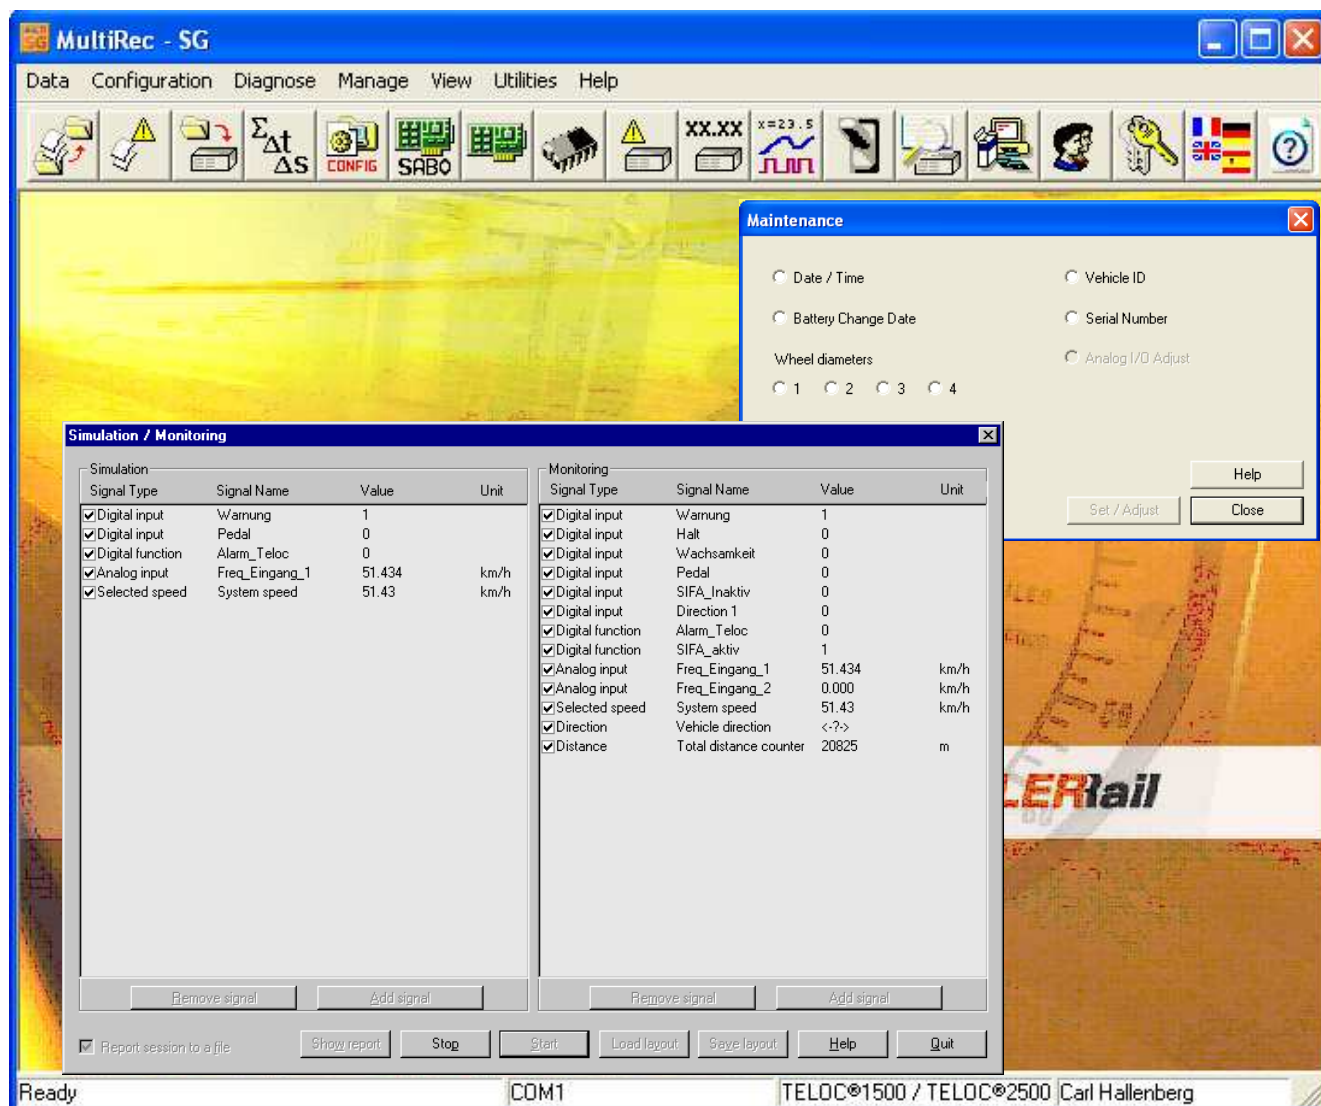 MultiRec - SG
Data Configuration Diagnose Manage View Utilities Help
Σ Δt ΔS CONFIG SABO XX.XX x=23.5
Maintenance
Date / Time Vehicle ID
Battery Change Date Serial Number
Wheel diameters Analog I/O Adjust
1 2 3 4
Help
Set / Adjust Close
Simulation / Monitoring
Simulation
Signal Type Signal Name Value Unit
Digital input Warnung 1
Digital input Pedal 0
Digital function Alarm_Teloc 0
Analog input Freq_Eingang_1 51.434 km/h
Selected speed System speed 51.43 km/h
Remove signal Add signal
Monitoring
Signal Type Signal Name Value Unit
Digital input Warnung 1
Digital input Halt 0
Digital input Wachsamkeit 0
Digital input Pedal 0
Digital input SIFA_Inaktiv 0
Digital input Direction 1 0
Digital function Alarm_Teloc 0
Digital function SIFA_aktiv 1
Analog input Freq_Eingang_1 51.434 km/h
Analog input Freq_Eingang_2 0.000 km/h
Selected speed System speed 51.43 km/h
Direction Vehicle direction <-?->
Distance Total distance counter 20825 m
Remove signal Add signal
Report session to a file Show report Stop Start Load layout Save layout Help Quit
LERRail
Ready COM1 TELOC®1500 / TELOC®2500 Carl Hallenberg